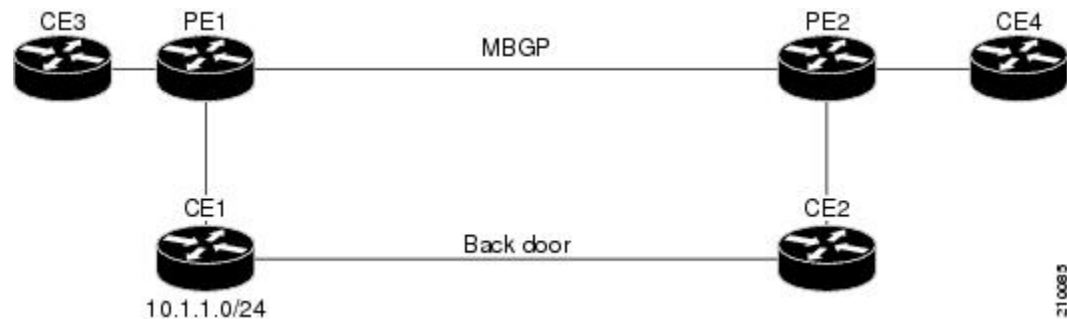 CE3 PE1 PE2 CE4
MBGP
CE1 CE2
Back door
10.1.1.0/24
210085